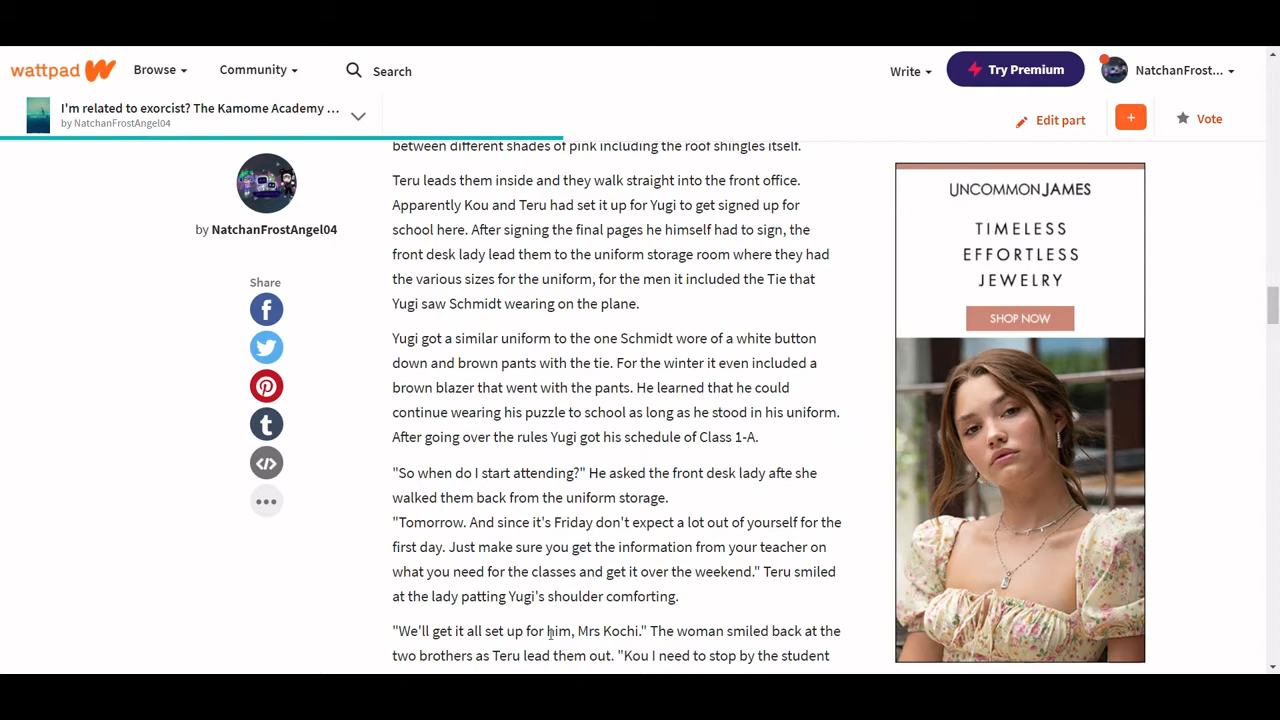 wattpad
Browse
Community
Search
Write
Try Premium
NatchanFrost...
I'm related to exorcist? The Kamome Academy ...
by NatchanFrostAngel04
Edit part
+
Vote
by NatchanFrostAngel04
Share
between different shades of pink including the roof shingles itself.
Teru leads them inside and they walk straight into the front office.
Apparently Kou and Teru had set it up for Yugi to get signed up for
school here. After signing the final pages he himself had to sign, the
front desk lady lead them to the uniform storage room where they had
the various sizes for the uniform, for the men it included the Tie that
Yugi saw Schmidt wearing on the plane.
Yugi got a similar uniform to the one Schmidt wore of a white button
down and brown pants with the tie. For the winter it even included a
brown blazer that went with the pants. He learned that he could
continue wearing his puzzle to school as long as he stood in his uniform.
After going over the rules Yugi got his schedule of Class 1-A.
"So when do I start attending?" He asked the front desk lady afte she
walked them back from the uniform storage.
"Tomorrow. And since it's Friday don't expect a lot out of yourself for the
first day. Just make sure you get the information from your teacher on
what you need for the classes and get it over the weekend." Teru smiled
at the lady patting Yugi's shoulder comforting.
"We'll get it all set up for him, Mrs Kochi." The woman smiled back at the
two brothers as Teru lead them out. "Kou I need to stop by the student
UNCOMMONJAMES
TIMELESS
EFFORTLESS
JEWELRY
SHOP NOW